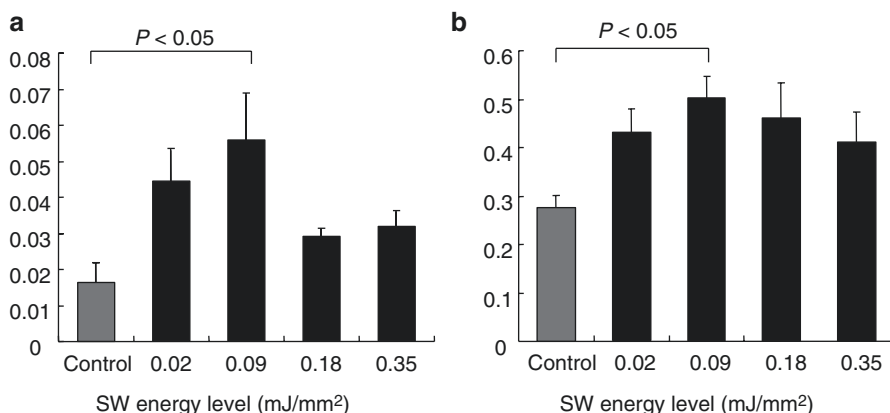 a
P < 0.05
0.08
0.07
0.06
0.05
0.04
0.03
0.02
0.01
0
Control 0.02 0.09 0.18 0.35
SW energy level (mJ/mm²)
b
P < 0.05
0.6
0.5
0.4
0.3
0.2
0.1
0
Control 0.02 0.09 0.18 0.35
SW energy level (mJ/mm²)